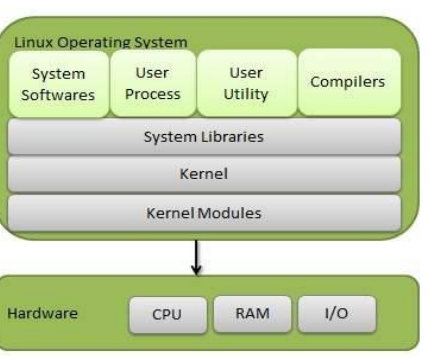 Linux Operating System
System Softwares
User Process
User Utility
Compilers
System Libraries
Kernel
Kernel Modules
Hardware
CPU
RAM
I/O